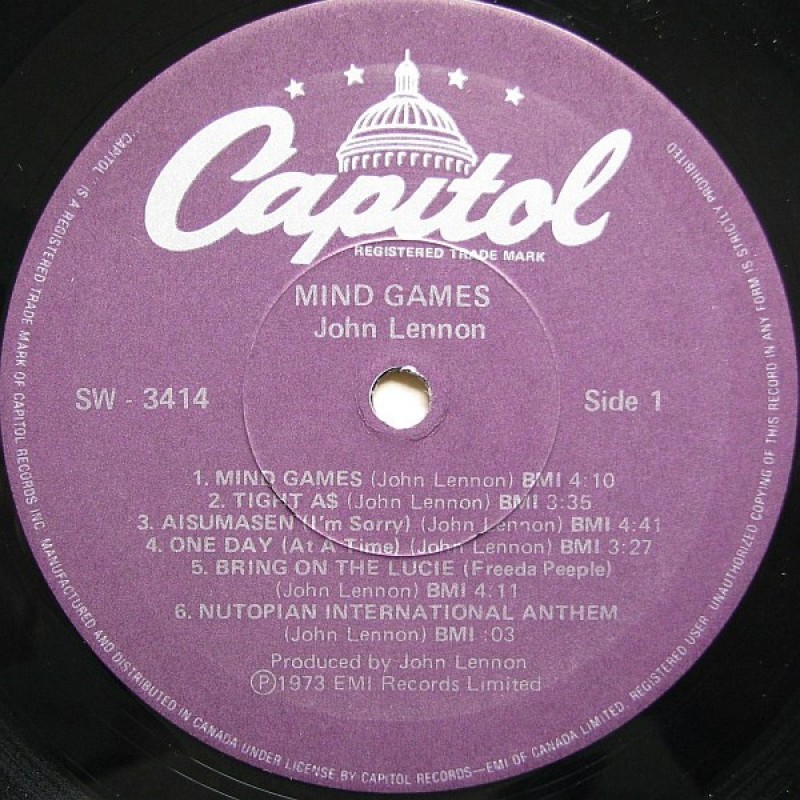 Capitol
REGISTERED TRADE MARK
MIND GAMES
John Lennon
SW - 3414
Side 1
1. MIND GAMES (John Lennon) BMI 4:10
2. TIGHT A$ (John Lennon) BMI 3:35
3. AISUMASEN (I'm Sorry) (John Lennon) BMI 4:41
4. ONE DAY (At A Time) (John Lennon) BMI 3:27
5. BRING ON THE LUCIE (Freeda Peeple)
(John Lennon) BMI 4.11
6. NUTOPIAN INTERNATIONAL ANTHEM
(John Lennon) BMI :03
Produced by John Lennon
Ⓟ1973 EMI Records Limited
"CAPITOL" IS A REGISTERED TRADE MARK OF CAPITOL RECORDS INC. MANUFACTURED AND DISTRIBUTED IN CANADA UNDER LICENSE BY CAPITOL RECORDS—EMI OF CANADA LIMITED, REGISTERED USER. UNAUTHORIZED COPYING OF THIS RECORD IN ANY FORM IS STRICTLY PROHIBITED